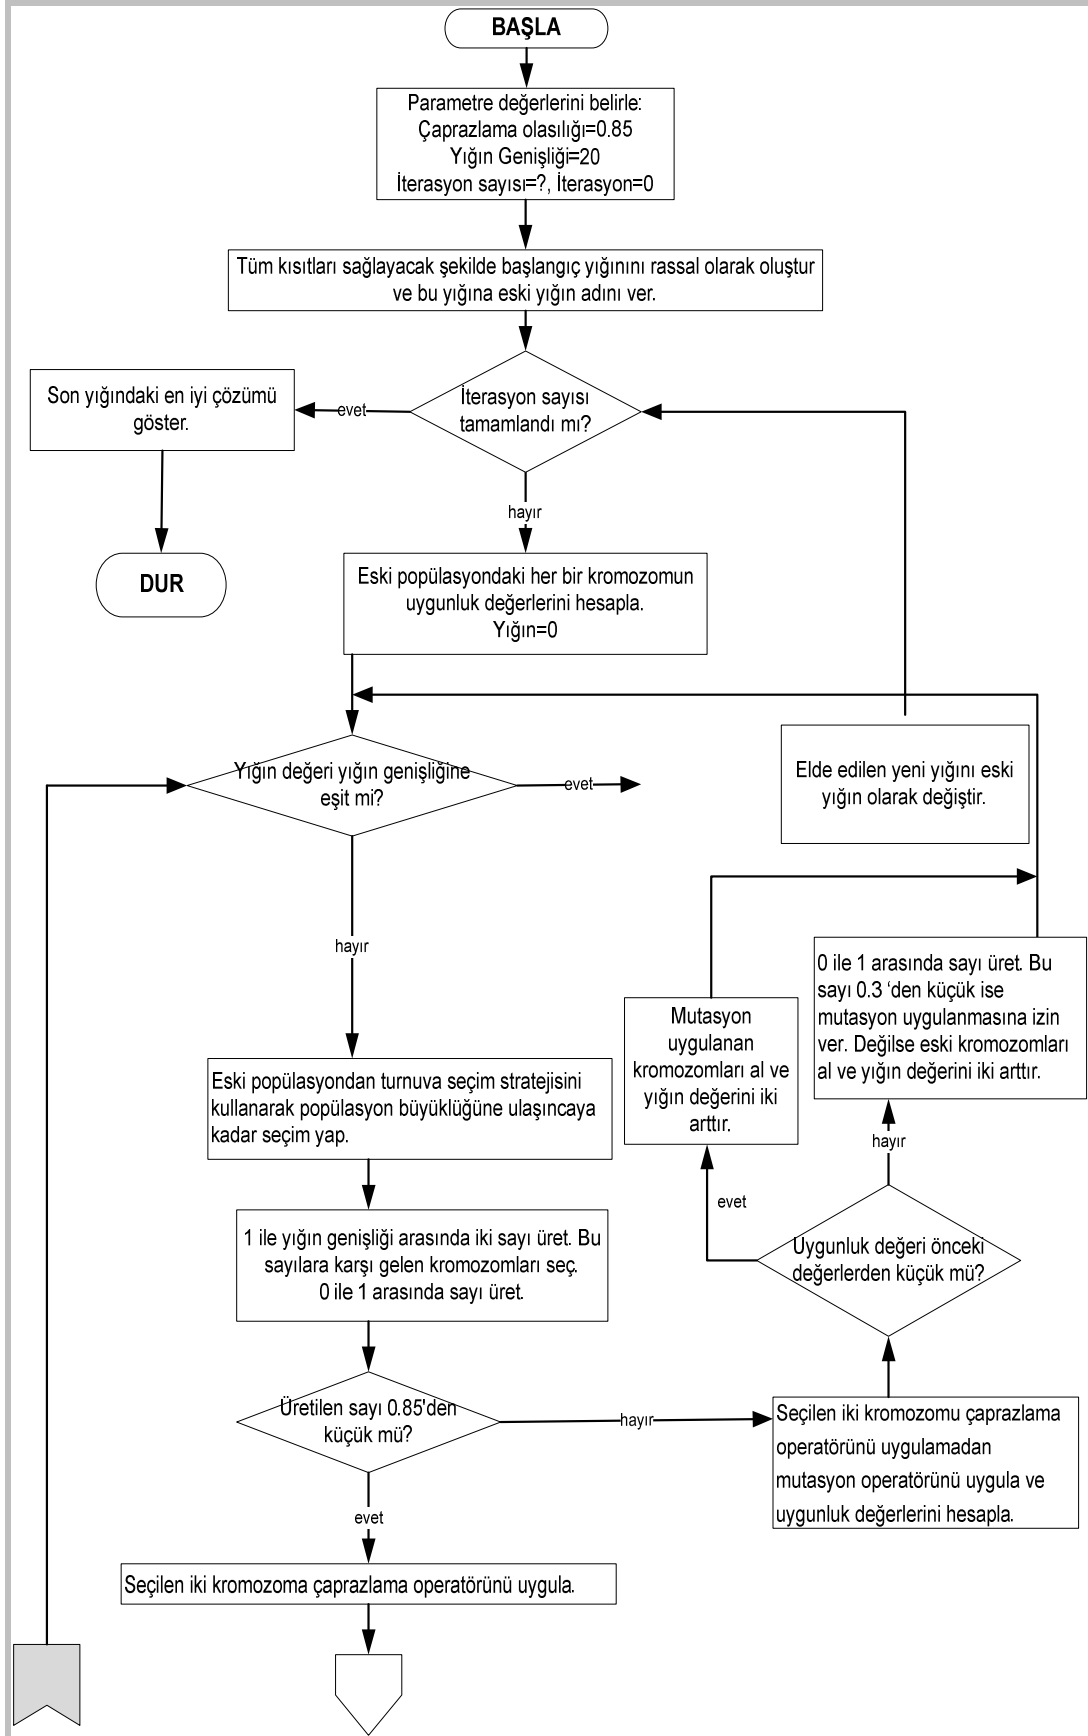 BAŞLA
Parametre değerlerini belirle:
Çaprazlama olasılığı=0.85
Yığın Genişliği=20
İterasyon sayısı=?, İterasyon=0
Tüm kısıtları sağlayacak şekilde başlangıç yığınını rassal olarak oluştur
ve bu yığına eski yığın adını ver.
İterasyon sayısı
tamamlandı mı?
evet
Son yığındaki en iyi çözümü
göster.
DUR
hayır
Eski popülasyondaki her bir kromozomun
uygunluk değerlerini hesapla.
Yığın=0
Yığın değeri yığın genişliğine
eşit mi?
evet
Elde edilen yeni yığını eski
yığın olarak değiştir.
hayır
Eski popülasyondan turnuva seçim stratejisini
kullanarak popülasyon büyüklüğüne ulaşıncaya
kadar seçim yap.
1 ile yığın genişliği arasında iki sayı üret. Bu
sayılara karşı gelen kromozomları seç.
0 ile 1 arasında sayı üret.
Üretilen sayı 0.85'den
küçük mü?
hayır
Seçilen iki kromozomu çaprazlama
operatörünü uygulamadan
mutasyon operatörünü uygula ve
uygunluk değerlerini hesapla.
Uygunluk değeri önceki
değerlerden küçük mü?
evet
Mutasyon
uygulanan
kromozomları al ve
yığın değerini iki
arttır.
hayır
0 ile 1 arasında sayı üret. Bu
sayı 0.3 ‘den küçük ise
mutasyon uygulanmasına izin
ver. Değilse eski kromozomları
al ve yığın değerini iki arttır.
evet
Seçilen iki kromozoma çaprazlama operatörünü uygula.